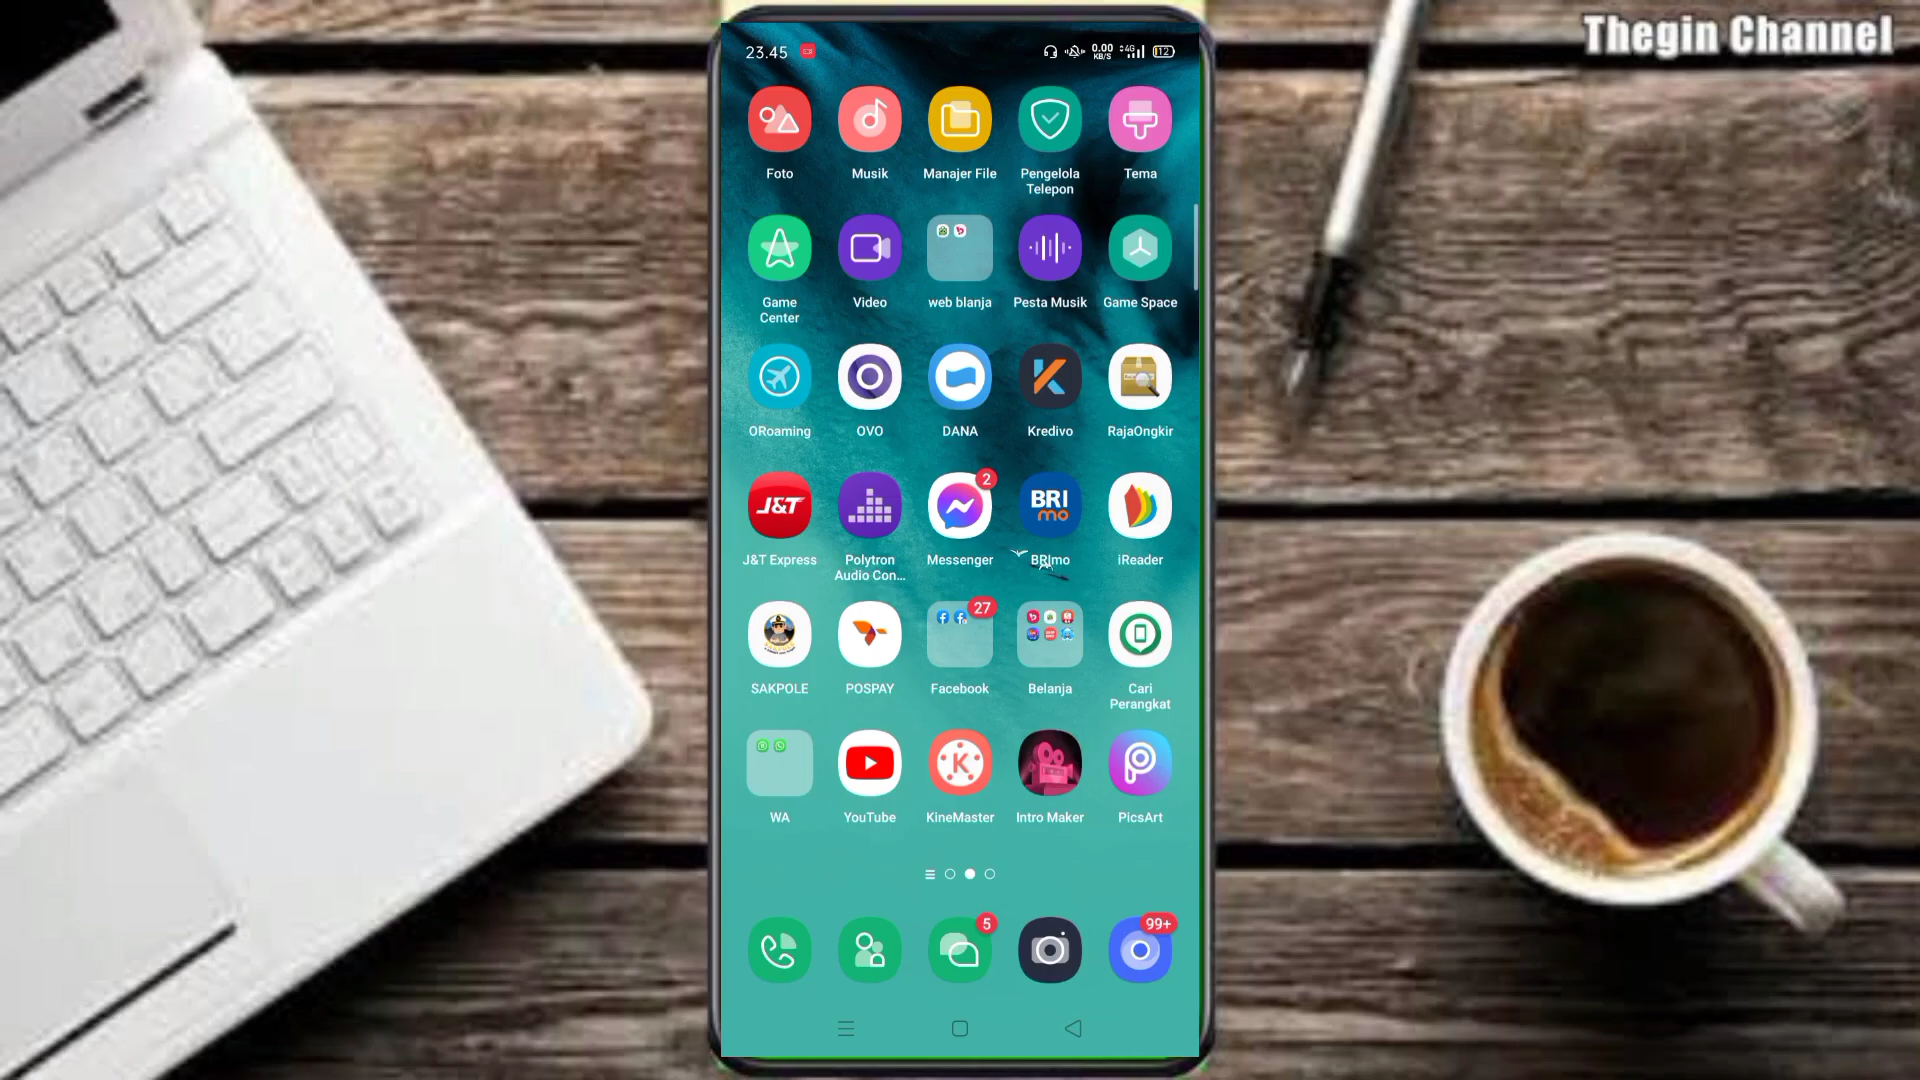 Thegin Channel
23.45
0.00
KB/S
4G
12
Foto
Musik
Manajer File
Pengelola
Telepon
Tema
Game
Center
Video
web blanja
Pesta Musik
Game Space
ORoaming
OVO
DANA
Kredivo
RajaOngkir
J&T
2
BRI
mo
J&T Express
Polytron
Audio Con...
Messenger
BRImo
iReader
27
SAKPOLE
POSPAY
Facebook
Belanja
Cari
Perangkat
K
WA
YouTube
KineMaster
Intro Maker
PicsArt
5
99+